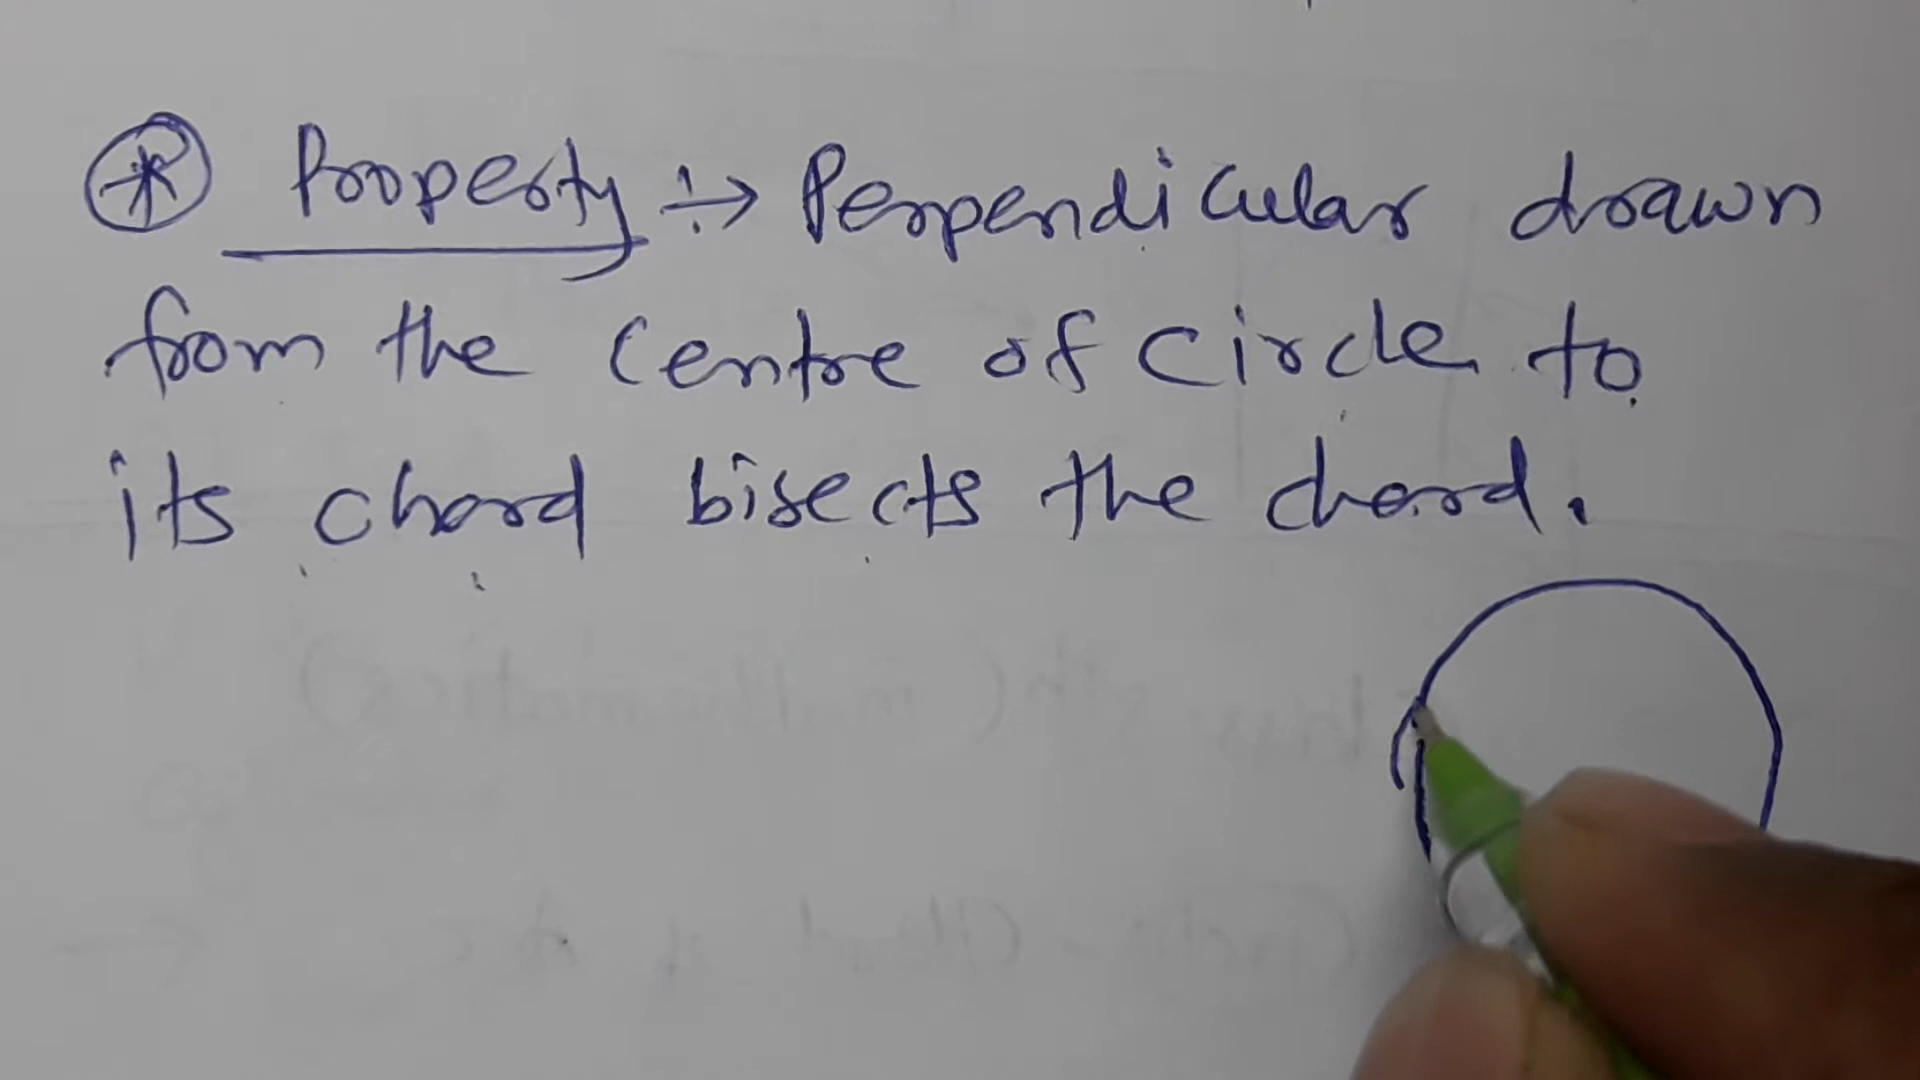 * Property :→ Perpendicular drawn
from the centre of circle to
its chord bisects the chord.